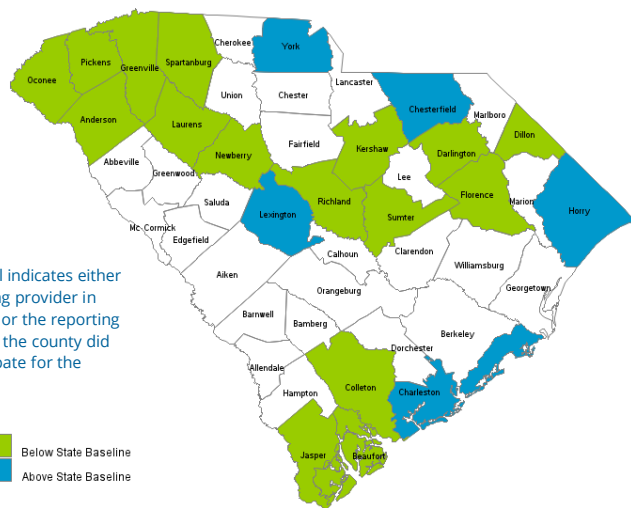 Cherokee
York
Pickens
Greenville
Spartanburg
Oconee
Lancaster
Union
Chester
Chesterfield
Anderson
Marlboro
Laurens
Dillon
Fairfield
Kershaw
Darlington
Abbeville
Newberry
Greenwood
Lee
Florence
Saluda
Richland
Marion
Lexington
Sumter
Horry
Mc Cormick
Edgefield
Calhoun
Clarendon
Williamsburg
Aiken
Orangeburg
Georgetown
l indicates either
ng provider in
or the reporting
the county did
pate for the
Barnwell
Bamberg
Berkeley
Dorchester
Allendale
Colleton
Hampton
Charleston
Jasper
Beaufort
Below State Baseline
Above State Baseline